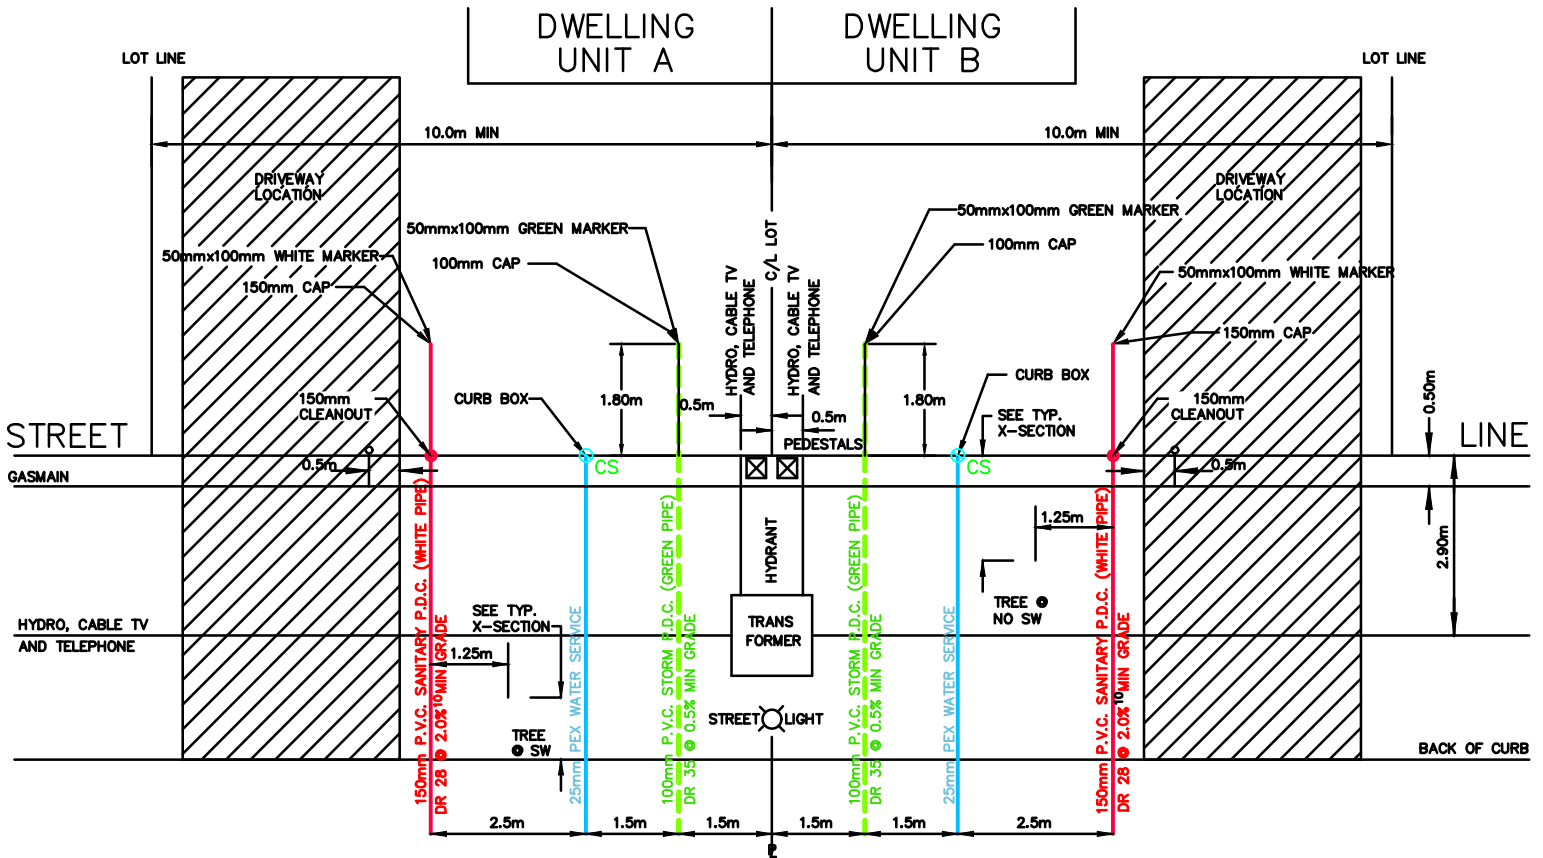 DWELLING
UNIT A
DWELLING
UNIT B
LOT LINE
LOT LINE
10.0m MIN
10.0m MIN
DRIVEWAY
LOCATION
DRIVEWAY
LOCATION
50mmx100mm GREEN MARKER
50mmx100mm GREEN MARKER
C/L LOT
100mm CAP
100mm CAP
50mmx100mm WHITE MARKER
50mmx100mm WHITE MARKER
150mm CAP
150mm CAP
HYDRO, CABLE TV
AND TELEPHONE
HYDRO, CABLE TV
AND TELEPHONE
CURB BOX
CURB BOX
1.80m
1.80m
0.5m
0.5m
0.50m
150mm
CLEANOUT
150mm
CLEANOUT
SEE TYP.
X-SECTION
PEDESTALS
STREET
LINE
0.5m
0.5m
CS
CS
GASMAIN
HYDRANT
1.25m
2.90m
TREE @
NO SW
TRANS
FORMER
HYDRO, CABLE TV
AND TELEPHONE
SEE TYP.
X-SECTION
1.25m
TREE
@ SW
STREET LIGHT
BACK OF CURB
150mm P.V.C. SANITARY P.D.C. (WHITE PIPE)
DR 28 @ 2.0%10MIN GRADE
25mm PEX WATER SERVICE
100mm P.V.C. STORM P.D.C. (GREEN PIPE)
DR 35 @ 0.5% MIN GRADE
100mm P.V.C. STORM P.D.C. (GREEN PIPE)
DR 35 @ 0.5% MIN GRADE
25mm PEX WATER SERVICE
150mm P.V.C. SANITARY P.D.C. (WHITE PIPE)
DR 28 @ 2.0%10MIN GRADE
2.5m
1.5m
1.5m
1.5m
1.5m
2.5m